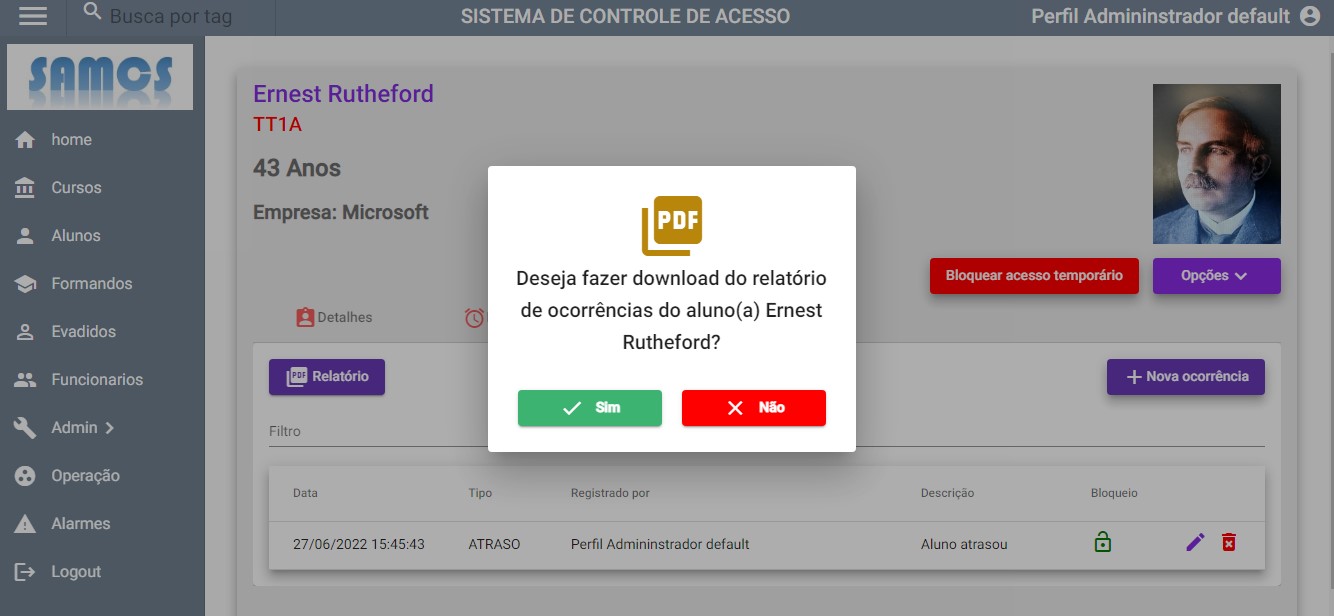 Busca por tag
SISTEMA DE CONTROLE DE ACESSO
Perfil Admininstrador default
SAMCS
home
Cursos
Alunos
Formandos
Evadidos
Funcionarios
Admin
Operação
Alarmes
Logout
Ernest Rutheford
TT1A
43 Anos
Empresa: Microsoft
Bloquear acesso temporário
Opções
Detalhes
PDF
Deseja fazer download do relatório
de ocorrências do aluno(a) Ernest
Rutheford?
Sim
Não
PDF Relatório
Nova ocorrência
Filtro
Data Tipo Registrado por Descrição Bloqueio
27/06/2022 15:45:43 ATRASO Perfil Admininstrador default Aluno atrasou